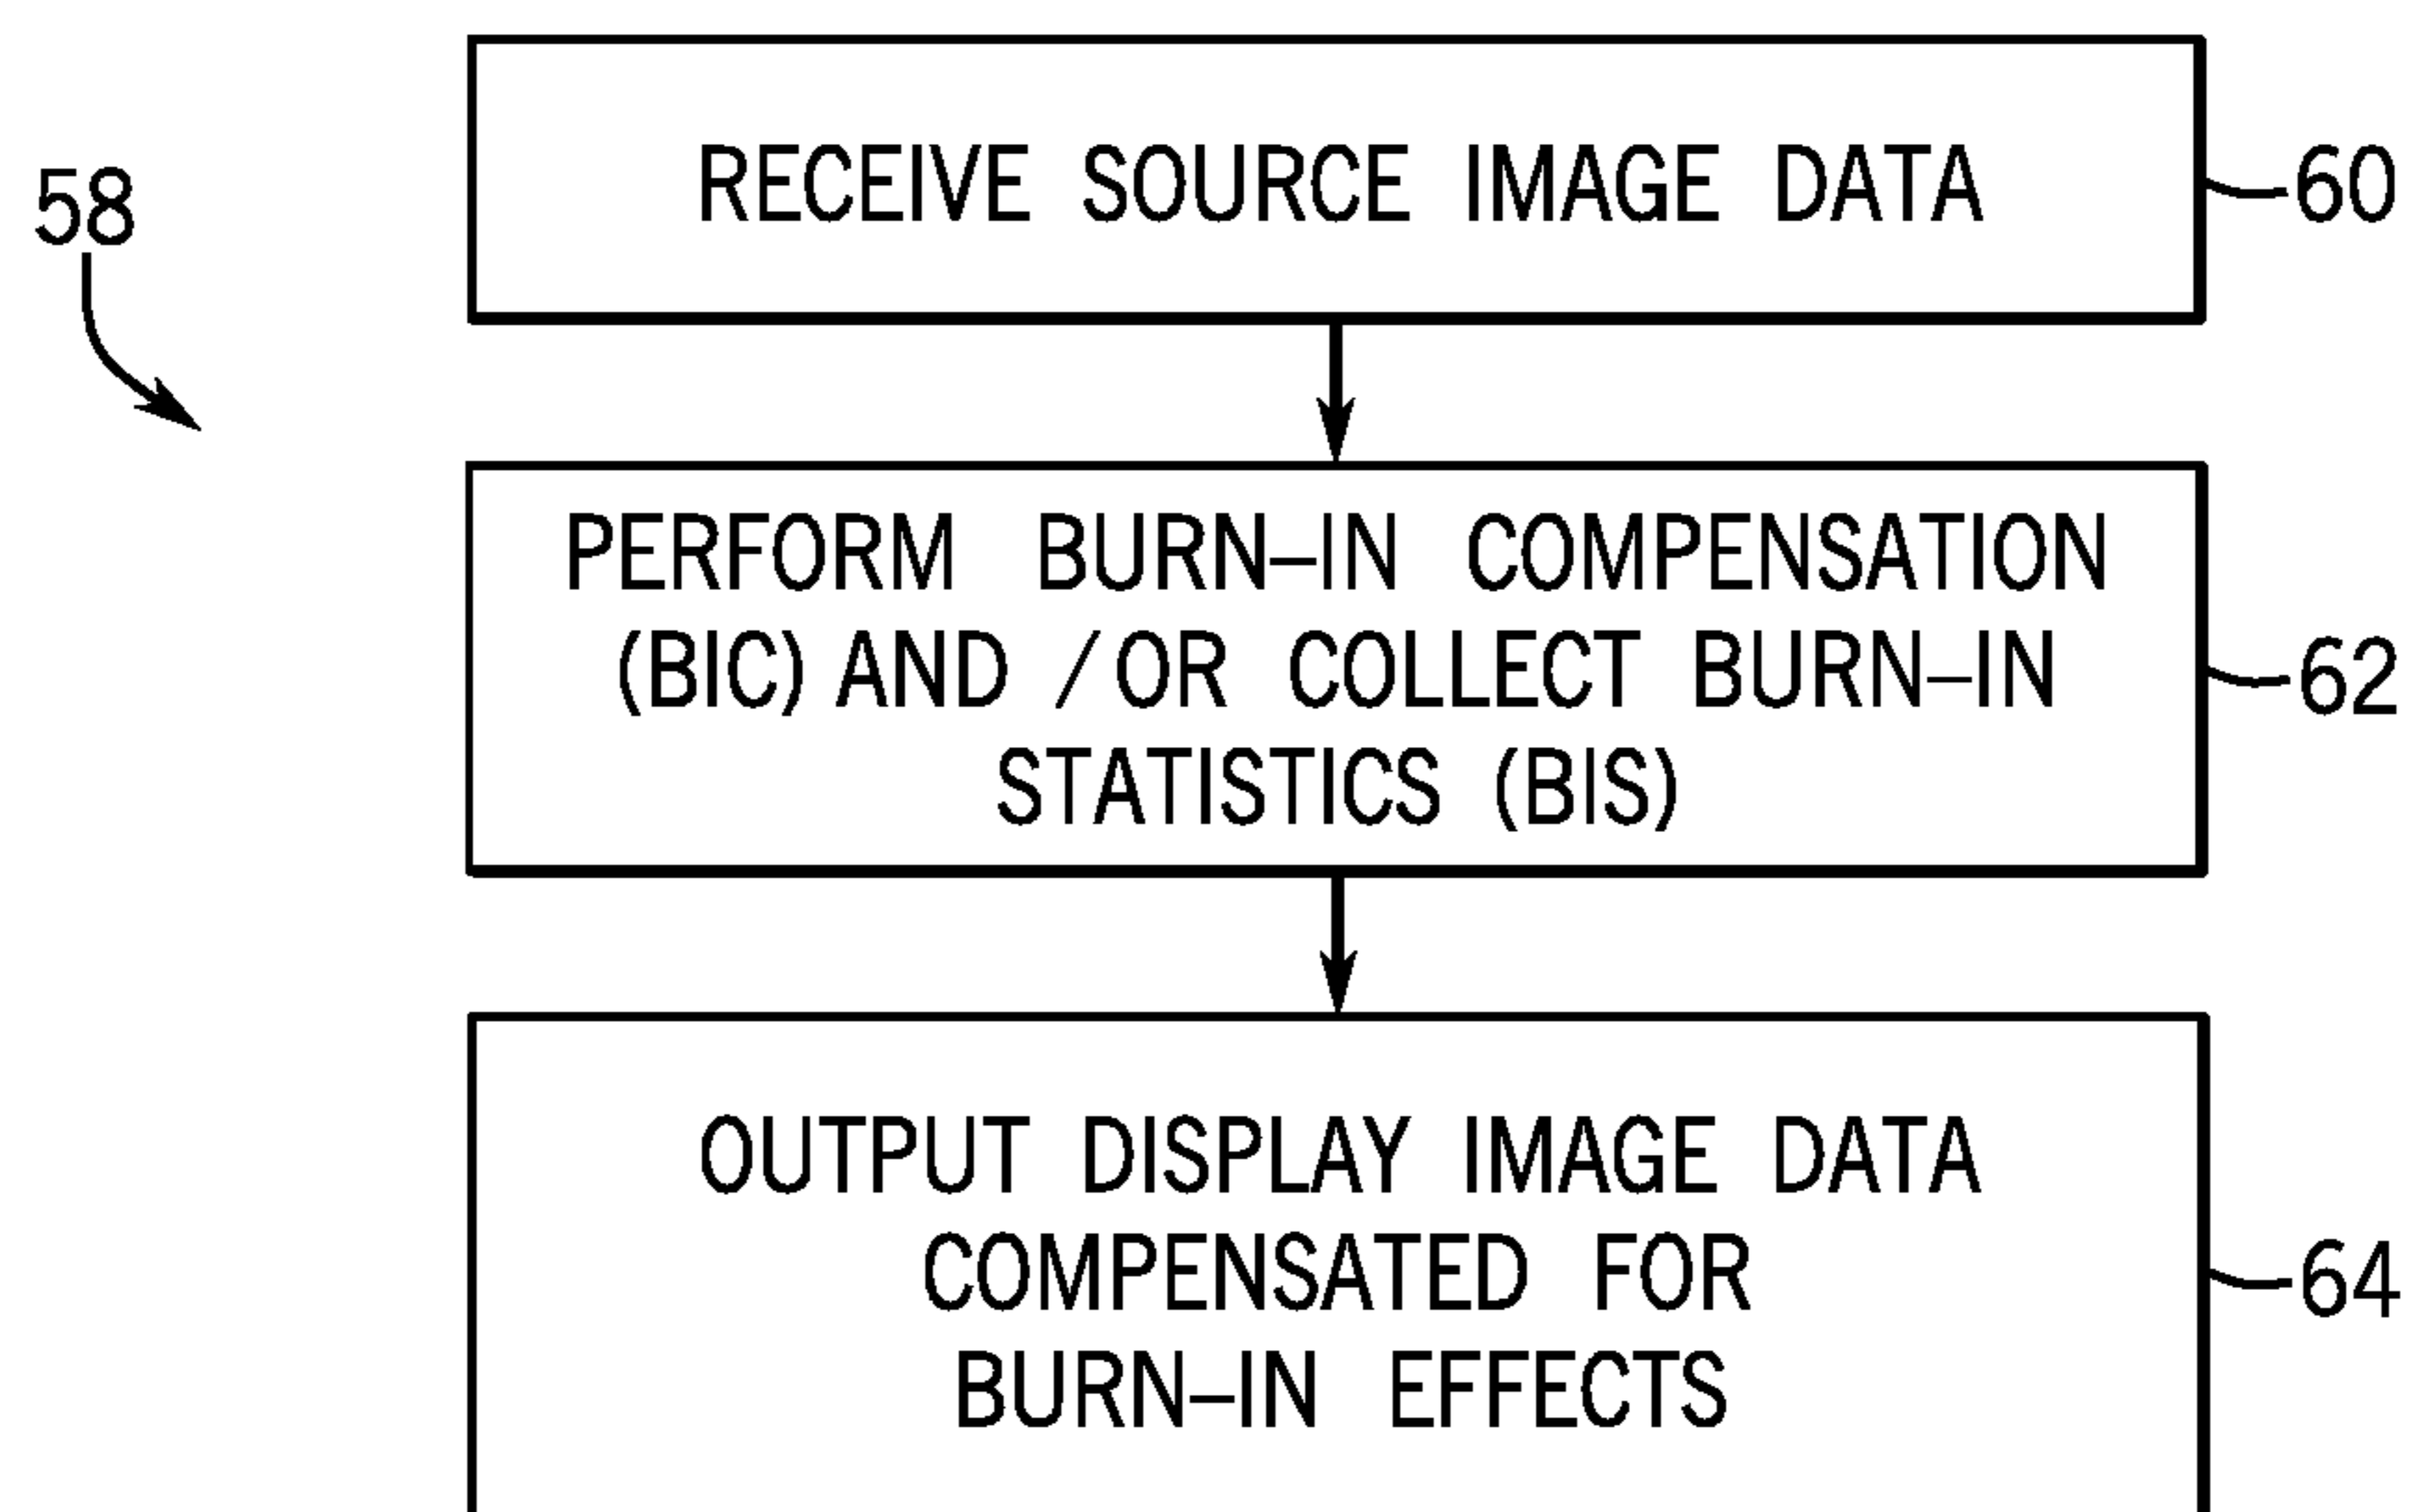 RECEIVE SOURCE IMAGE DATA
60
58
PERFORM BURN–IN COMPENSATION
(BIC) AND /OR COLLECT BURN–IN
STATISTICS (BIS)
62
OUTPUT DISPLAY IMAGE DATA
COMPENSATED FOR
BURN–IN EFFECTS
64